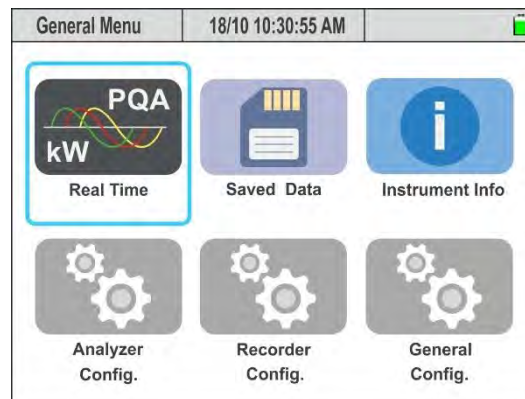 General Menu
18/10 10:30:55 AM
PQA
kW
Real Time
Saved Data
Instrument Info
Analyzer
Config.
Recorder
Config.
General
Config.